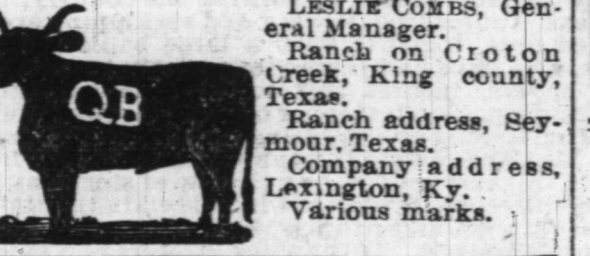 LESLIE COMBS, Gen-
eral Manager.
Ranch on Croton
Creek, King county,
Texas.
Ranch address, Sey-
mour, Texas.
Company address,
Lexington, Ky.
Various marks.
QB